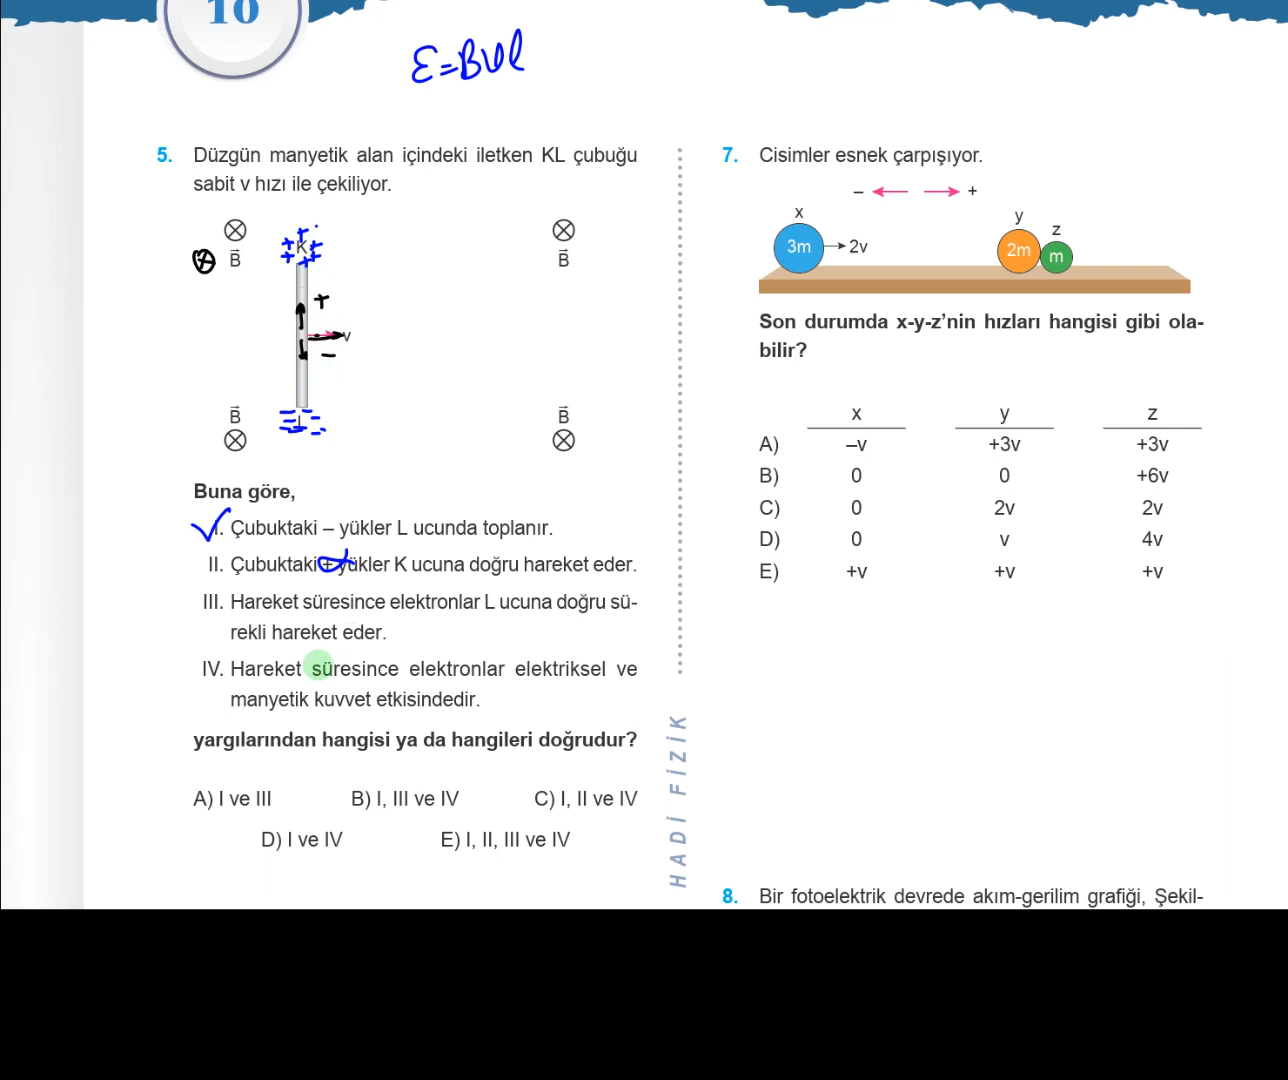 10
ε=Bvl
5. Düzgün manyetik alan içindeki iletken KL çubuğu
sabit v hızı ile çekiliyor.
B B
K
+
v
–
B B
L
Buna göre,
I. Çubuktaki – yükler L ucunda toplanır.
II. Çubuktaki + yükler K ucuna doğru hareket eder.
III. Hareket süresince elektronlar L ucuna doğru sü-
rekli hareket eder.
IV. Hareket süresince elektronlar elektriksel ve
manyetik kuvvet etkisindedir.
yargılarından hangisi ya da hangileri doğrudur?
A) I ve III B) I, III ve IV C) I, II ve IV
D) I ve IV E) I, II, III ve IV
HADİ FİZİK
7. Cisimler esnek çarpışıyor.
– +
x y z
3m 2v 2m m
Son durumda x-y-z’nin hızları hangisi gibi ola-
bilir?
x y z
A) –v +3v +3v
B) 0 0 +6v
C) 0 2v 2v
D) 0 v 4v
E) +v +v +v
8. Bir fotoelektrik devrede akım-gerilim grafiği, Şekil-